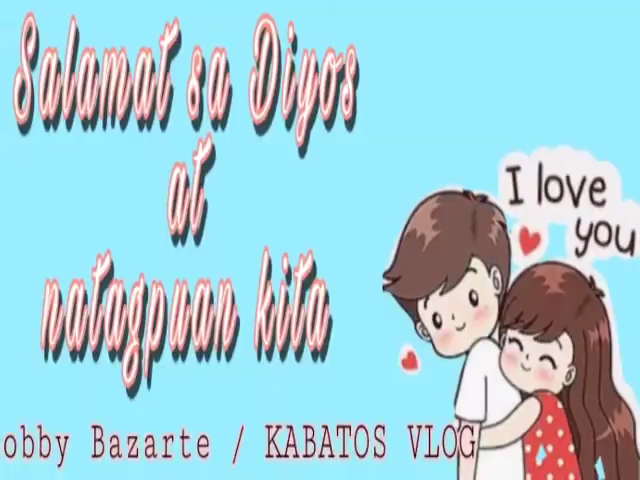 Salamat sa Diyos
at
natagpuan kita
I love
you
obby Bazarte / KABATOS VLOG